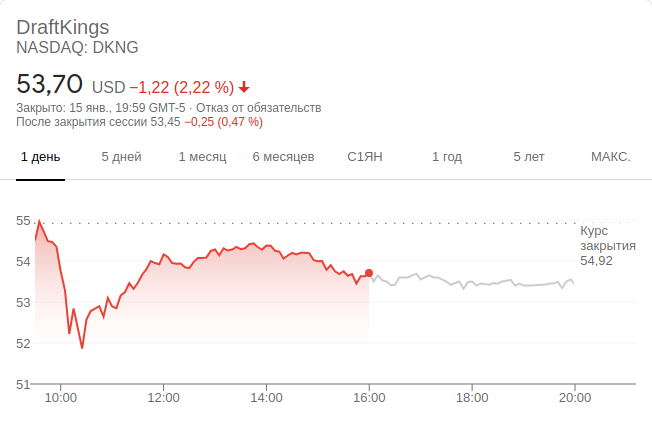 DraftKings
NASDAQ: DKNG
53,70 USD −1,22 (2,22 %)
Закрыто: 15 янв., 19:59 GMT-5 · Отказ от обязательств
После закрытия сессии 53,45 −0,25 (0,47 %)
1 день 5 дней 1 месяц 6 месяцев С1ЯН 1 год 5 лет МАКС.
55
Курс
закрытия
54,92
54
53
52
51
10:00 12:00 14:00 16:00 18:00 20:00